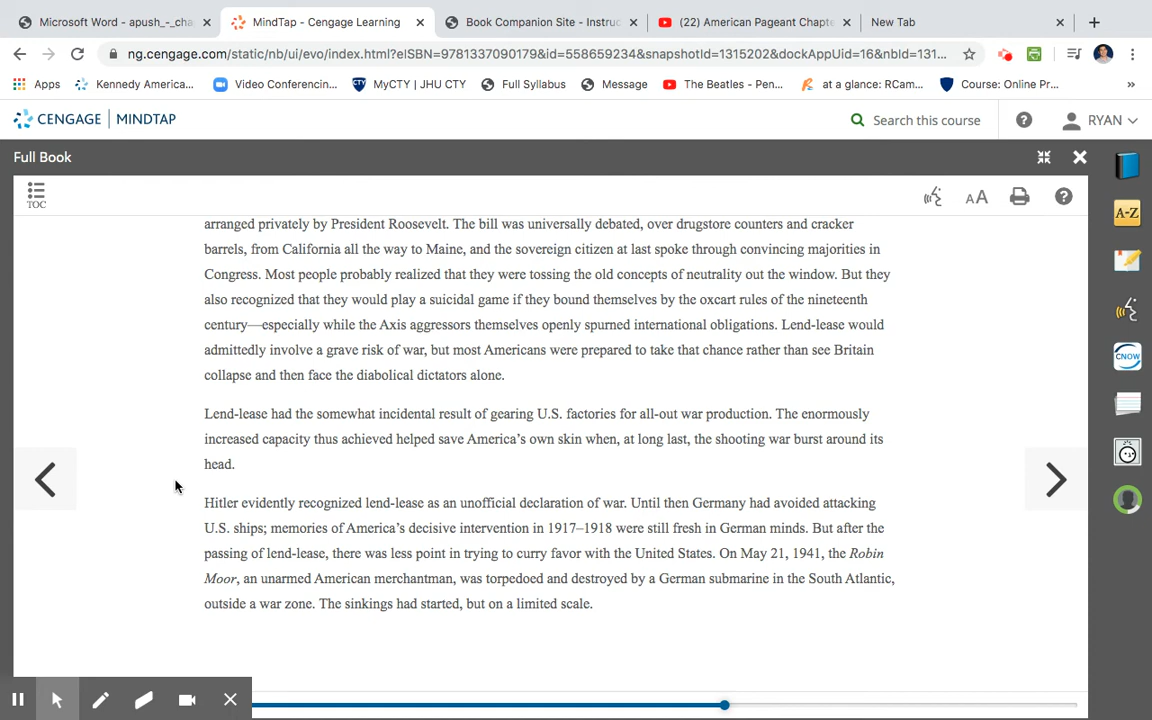 Microsoft Word - apush_-_cha
MindTap - Cengage Learning
Book Companion Site - Instruc
(22) American Pageant Chapte
New Tab
ng.cengage.com/static/nb/ui/evo/index.html?eISBN=9781337090179&id=558659234&snapshotId=1315202&dockAppUid=16&nbId=131...
Apps
Kennedy America...
Video Conferencin...
CTY
MyCTY | JHU CTY
Full Syllabus
Message
The Beatles - Pen...
at a glance: RCam...
Course: Online Pr...
»
CENGAGE | MINDTAP
Search this course
?
RYAN
Full Book
TOC
AA
?
A-Z
CNOW
arranged privately by President Roosevelt. The bill was universally debated, over drugstore counters and cracker
barrels, from California all the way to Maine, and the sovereign citizen at last spoke through convincing majorities in
Congress. Most people probably realized that they were tossing the old concepts of neutrality out the window. But they
also recognized that they would play a suicidal game if they bound themselves by the oxcart rules of the nineteenth
century—especially while the Axis aggressors themselves openly spurned international obligations. Lend-lease would
admittedly involve a grave risk of war, but most Americans were prepared to take that chance rather than see Britain
collapse and then face the diabolical dictators alone.
Lend-lease had the somewhat incidental result of gearing U.S. factories for all-out war production. The enormously
increased capacity thus achieved helped save America's own skin when, at long last, the shooting war burst around its
head.
Hitler evidently recognized lend-lease as an unofficial declaration of war. Until then Germany had avoided attacking
U.S. ships; memories of America's decisive intervention in 1917–1918 were still fresh in German minds. But after the
passing of lend-lease, there was less point in trying to curry favor with the United States. On May 21, 1941, the Robin
Moor, an unarmed American merchantman, was torpedoed and destroyed by a German submarine in the South Atlantic,
outside a war zone. The sinkings had started, but on a limited scale.